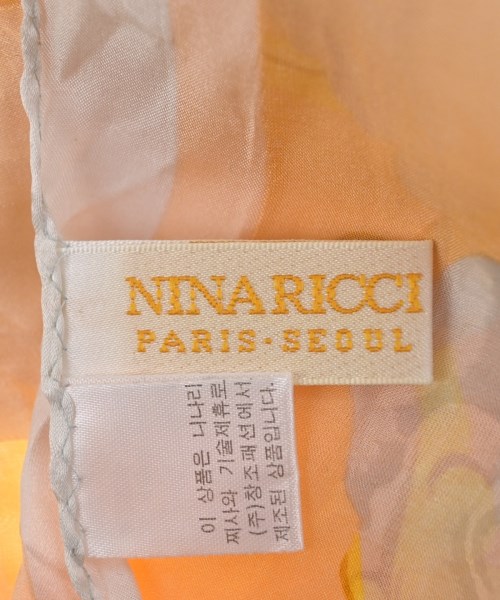 NINA RICCI
PARIS·SEOUL
이 상품은 니나리
찌사와 기술제휴로
(주)창조패션에서
제조된 상품입니다.